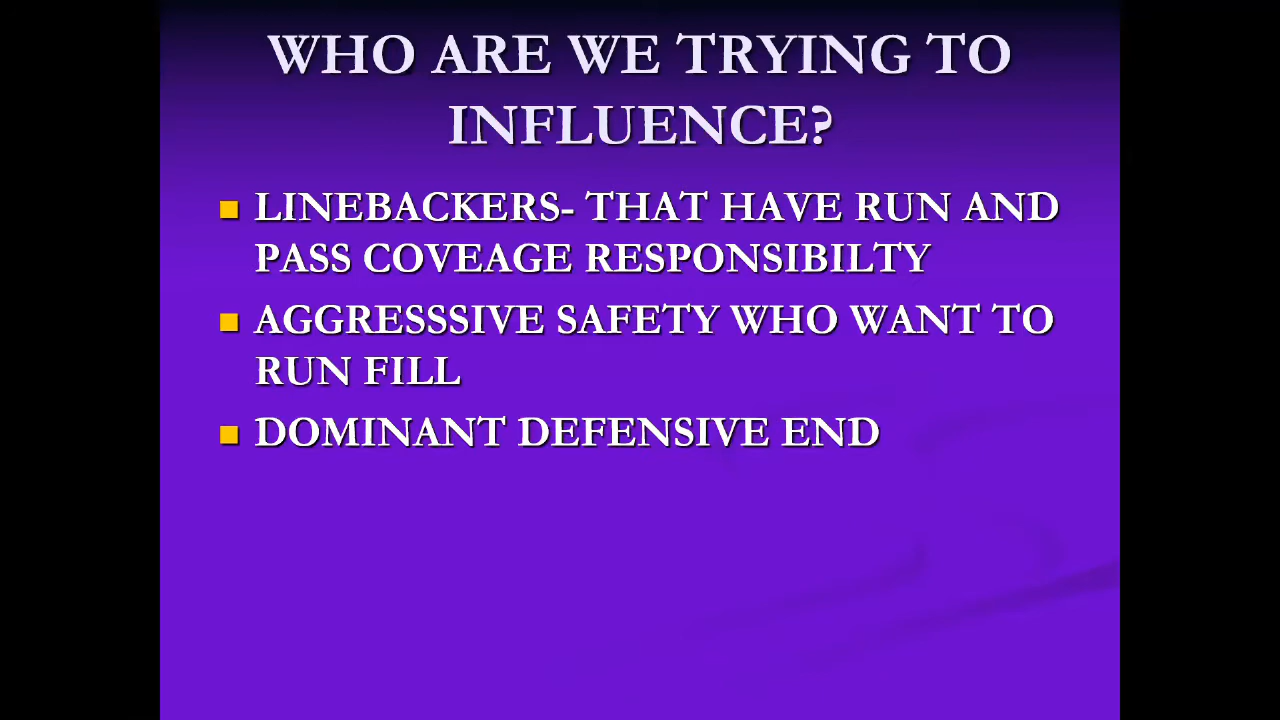 WHO ARE WE TRYING TO
INFLUENCE?
LINEBACKERS- THAT HAVE RUN AND
PASS COVEAGE RESPONSIBILTY
AGGRESSSIVE SAFETY WHO WANT TO
RUN FILL
DOMINANT DEFENSIVE END